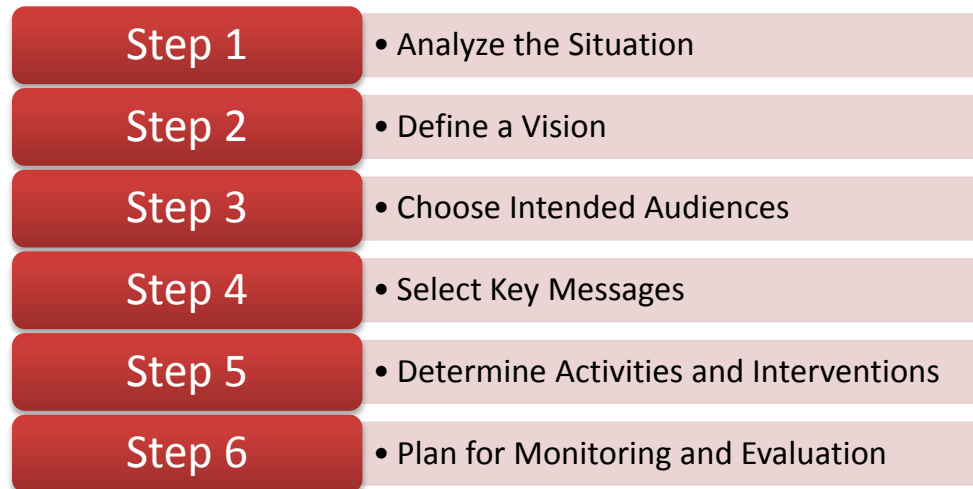 Step 1
• Analyze the Situation
Step 2
• Define a Vision
Step 3
• Choose Intended Audiences
Step 4
• Select Key Messages
Step 5
• Determine Activities and Interventions
Step 6
• Plan for Monitoring and Evaluation